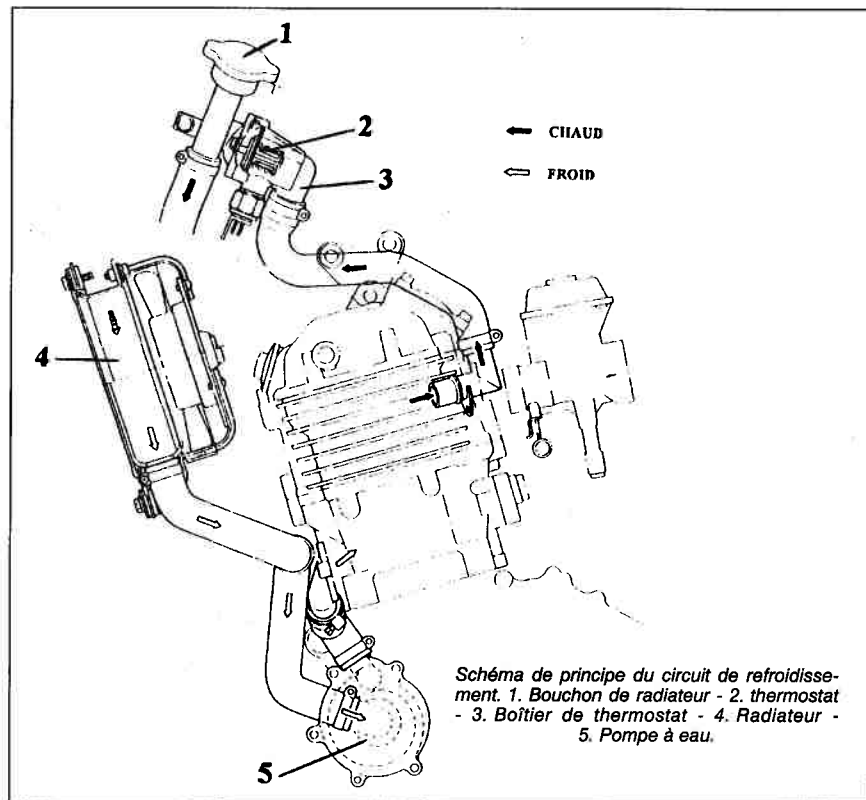 1
2
CHAUD
3
FROID
4
5
Schéma de principe du circuit de refroidisse-
ment. 1. Bouchon de radiateur - 2. thermostat
- 3. Boîtier de thermostat - 4. Radiateur -
5. Pompe à eau.